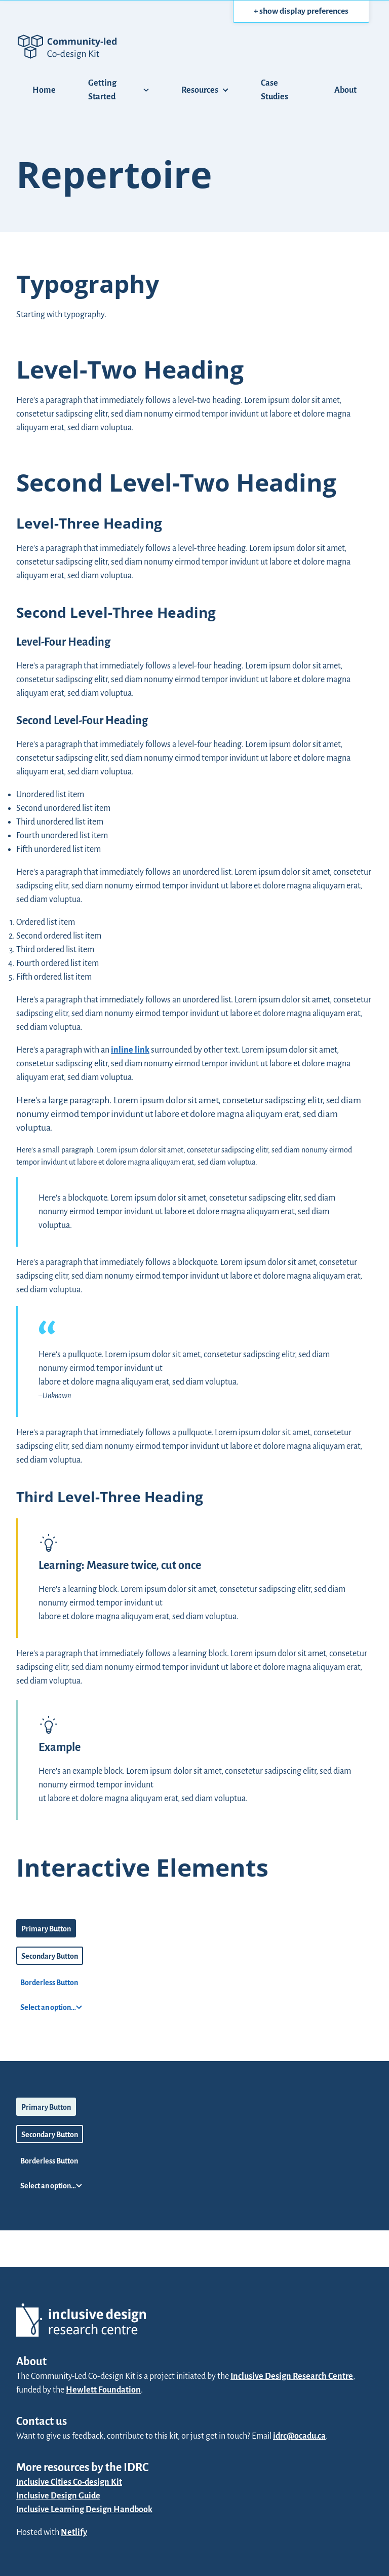 + show display preferences
Community-led
Co-design Kit
Home
Getting
Started
Resources
Case
Studies
About
Repertoire
Typography
Starting with typography.
Level-Two Heading
Here's a paragraph that immediately follows a level-two heading. Lorem ipsum dolor sit amet,
consetetur sadipscing elitr, sed diam nonumy eirmod tempor invidunt ut labore et dolore magna
aliquyam erat, sed diam voluptua.
Second Level-Two Heading
Level-Three Heading
Here's a paragraph that immediately follows a level-three heading. Lorem ipsum dolor sit amet,
consetetur sadipscing elitr, sed diam nonumy eirmod tempor invidunt ut labore et dolore magna
aliquyam erat, sed diam voluptua.
Second Level-Three Heading
Level-Four Heading
Here's a paragraph that immediately follows a level-four heading. Lorem ipsum dolor sit amet,
consetetur sadipscing elitr, sed diam nonumy eirmod tempor invidunt ut labore et dolore magna
aliquyam erat, sed diam voluptua.
Second Level-Four Heading
Here's a paragraph that immediately follows a level-four heading. Lorem ipsum dolor sit amet,
consetetur sadipscing elitr, sed diam nonumy eirmod tempor invidunt ut labore et dolore magna
aliquyam erat, sed diam voluptua.
• Unordered list item
• Second unordered list item
• Third unordered list item
• Fourth unordered list item
• Fifth unordered list item
Here's a paragraph that immediately follows an unordered list. Lorem ipsum dolor sit amet, consetetur
sadipscing elitr, sed diam nonumy eirmod tempor invidunt ut labore et dolore magna aliquyam erat,
sed diam voluptua.
1. Ordered list item
2. Second ordered list item
3. Third ordered list item
4. Fourth ordered list item
5. Fifth ordered list item
Here's a paragraph that immediately follows an unordered list. Lorem ipsum dolor sit amet, consetetur
sadipscing elitr, sed diam nonumy eirmod tempor invidunt ut labore et dolore magna aliquyam erat,
sed diam voluptua.
Here's a paragraph with an inline link surrounded by other text. Lorem ipsum dolor sit amet,
consetetur sadipscing elitr, sed diam nonumy eirmod tempor invidunt ut labore et dolore magna
aliquyam erat, sed diam voluptua.
Here's a large paragraph. Lorem ipsum dolor sit amet, consetetur sadipscing elitr, sed diam
nonumy eirmod tempor invidunt ut labore et dolore magna aliquyam erat, sed diam
voluptua.
Here's a small paragraph. Lorem ipsum dolor sit amet, consetetur sadipscing elitr, sed diam nonumy eirmod
tempor invidunt ut labore et dolore magna aliquyam erat, sed diam voluptua.
Here's a blockquote. Lorem ipsum dolor sit amet, consetetur sadipscing elitr, sed diam
nonumy eirmod tempor invidunt ut labore et dolore magna aliquyam erat, sed diam
voluptua.
Here's a paragraph that immediately follows a blockquote. Lorem ipsum dolor sit amet, consetetur
sadipscing elitr, sed diam nonumy eirmod tempor invidunt ut labore et dolore magna aliquyam erat,
sed diam voluptua.
“
Here's a pullquote. Lorem ipsum dolor sit amet, consetetur sadipscing elitr, sed diam
nonumy eirmod tempor invidunt ut
labore et dolore magna aliquyam erat, sed diam voluptua.
–Unknown
Here's a paragraph that immediately follows a pullquote. Lorem ipsum dolor sit amet, consetetur
sadipscing elitr, sed diam nonumy eirmod tempor invidunt ut labore et dolore magna aliquyam erat,
sed diam voluptua.
Third Level-Three Heading
Learning: Measure twice, cut once
Here's a learning block. Lorem ipsum dolor sit amet, consetetur sadipscing elitr, sed diam
nonumy eirmod tempor invidunt ut
labore et dolore magna aliquyam erat, sed diam voluptua.
Here's a paragraph that immediately follows a learning block. Lorem ipsum dolor sit amet, consetetur
sadipscing elitr, sed diam nonumy eirmod tempor invidunt ut labore et dolore magna aliquyam erat,
sed diam voluptua.
Example
Here's an example block. Lorem ipsum dolor sit amet, consetetur sadipscing elitr, sed diam
nonumy eirmod tempor invidunt
ut labore et dolore magna aliquyam erat, sed diam voluptua.
Interactive Elements
Primary Button
Secondary Button
Borderless Button
Select an option...
Primary Button
Secondary Button
Borderless Button
Select an option...
inclusive design
research centre
About
The Community-Led Co-design Kit is a project initiated by the Inclusive Design Research Centre,
funded by the Hewlett Foundation.
Contact us
Want to give us feedback, contribute to this kit, or just get in touch? Email idrc@ocadu.ca.
More resources by the IDRC
Inclusive Cities Co-design Kit
Inclusive Design Guide
Inclusive Learning Design Handbook
Hosted with Netlify